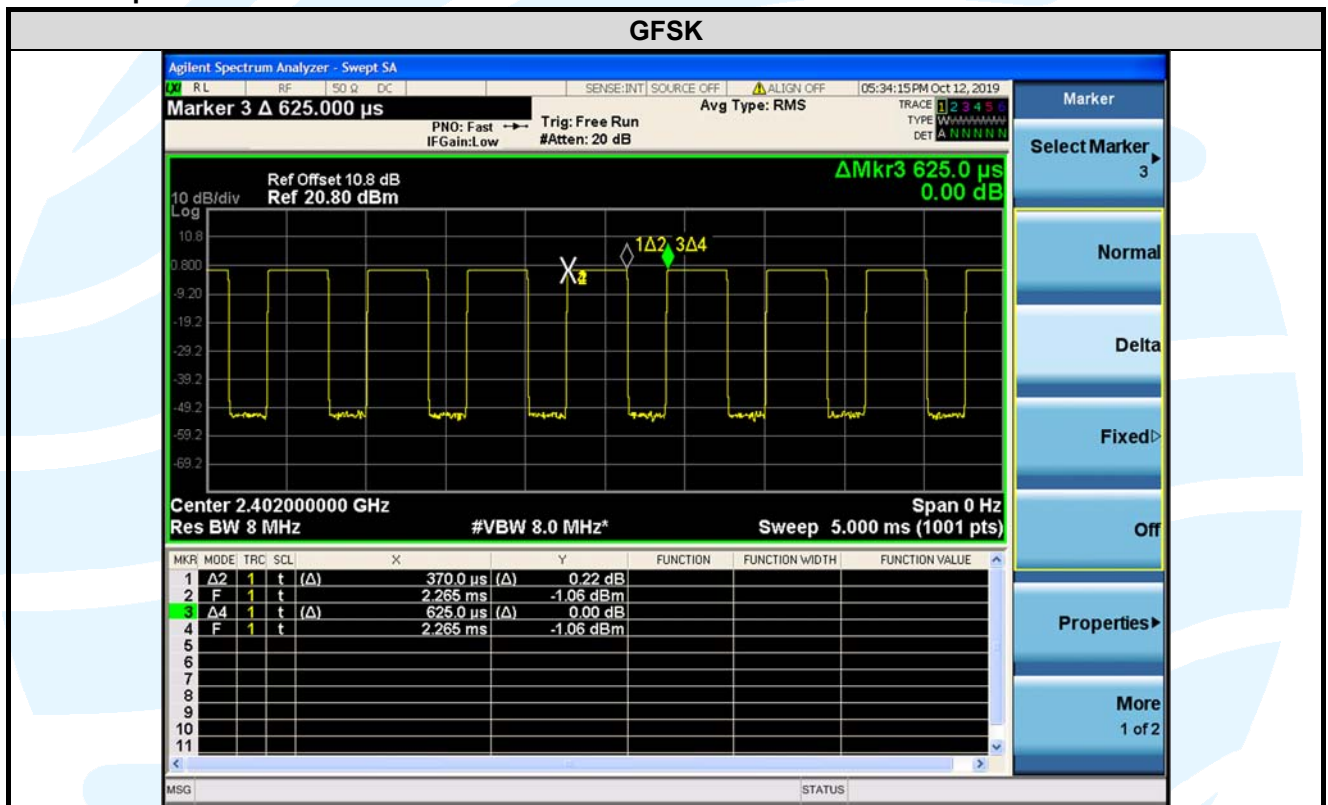 GFSK
Agilent Spectrum Analyzer - Swept SA
RL RF 50 Ω DC SENSE:INT SOURCE OFF ALIGN OFF 05:34:15PM Oct 12, 2019
Marker 3 Δ 625.000 µs
PNO: Fast
IFGain:Low
Trig: Free Run
#Atten: 20 dB
Avg Type: RMS
TRACE 1 2 3 4 5 6
TYPE
DET A N N N N N
ΔMkr3 625.0 µs
0.00 dB
Ref Offset 10.8 dB
10 dB/div Ref 20.80 dBm
Log
10.8
0.800
-9.20
-19.2
-29.2
-39.2
-49.2
-59.2
-69.2
1Δ2 3Δ4
Center 2.402000000 GHz Span 0 Hz
Res BW 8 MHz #VBW 8.0 MHz* Sweep 5.000 ms (1001 pts)
MKR MODE TRC SCL X Y FUNCTION FUNCTION WIDTH FUNCTION VALUE
1 Δ2 1 t (Δ) 370.0 µs (Δ) 0.22 dB
2 F 1 t 2.265 ms -1.06 dBm
3 Δ4 1 t (Δ) 625.0 µs (Δ) 0.00 dB
4 F 1 t 2.265 ms -1.06 dBm
5
6
7
8
9
10
11
MSG STATUS
Marker
Select Marker
3
Normal
Delta
Fixed
Off
Properties
More
1 of 2